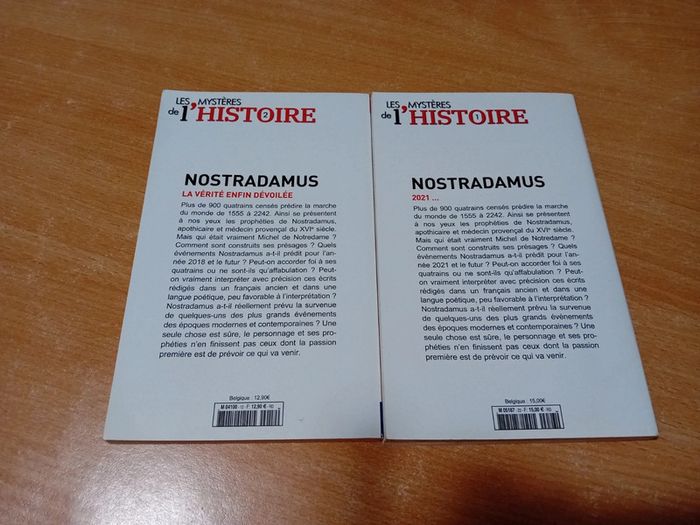 LES MYSTÈRES
de l'HISTOIRE
2
NOSTRADAMUS
LA VÉRITÉ ENFIN DÉVOILÉE
Plus de 900 quatrains censés prédire la marche
du monde de 1555 à 2242. Ainsi se présentent
à nos yeux les prophéties de Nostradamus,
apothicaire et médecin provençal du XVIe siècle.
Mais qui était vraiment Michel de Notredame ?
Comment sont construits ses présages ? Quels
événements Nostradamus a-t-il prédit pour l'an-
née 2018 et le futur ? Peut-on accorder foi à ses
quatrains ou ne sont-ils qu'affabulation ? Peut-
on vraiment interpréter avec précision ces écrits
rédigés dans un français ancien et dans une
langue poétique, peu favorable à l'interprétation ?
Nostradamus a-t-il réellement prévu la survenue
de quelques-uns des plus grands événements
des époques modernes et contemporaines ? Une
seule chose est sûre, le personnage et ses pro-
phéties n'en finissent pas ceux dont la passion
première est de prévoir ce qui va venir.
Belgique : 12,90€
M 04100 - 12 - F: 12,90 € - RD
LES MYSTÈRES
de l'HISTOIRE
1
NOSTRADAMUS
2021 ...
Plus de 900 quatrains censés prédire la marche
du monde de 1555 à 2242. Ainsi se présentent
à nos yeux les prophéties de Nostradamus,
apothicaire et médecin provençal du XVIe siècle.
Mais qui était vraiment Michel de Notredame ?
Comment sont construits ses présages ? Quels
événements Nostradamus a-t-il prédit pour l'an-
née 2021 et le futur ? Peut-on accorder foi à ses
quatrains ou ne sont-ils qu'affabulation ? Peut-
on vraiment interpréter avec précision ces écrits
rédigés dans un français ancien et dans une
langue poétique, peu favorable à l'interprétation ?
Nostradamus a-t-il réellement prévu la survenue
de quelques-uns des plus grands événements
des époques modernes et contemporaines ? Une
seule chose est sûre, le personnage et ses pro-
phéties n'en finissent pas ceux dont la passion
première est de prévoir ce qui va venir.
Belgique : 15,00€
F: 15,00 € - RD